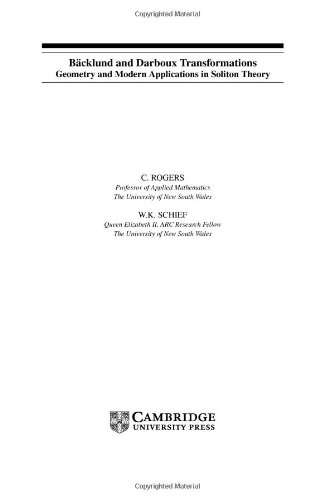 Copyrighted Material
Bäcklund and Darboux Transformations
Geometry and Modern Applications in Soliton Theory
C. ROGERS
Professor of Applied Mathematics
The University of New South Wales
W.K. SCHIEF
Queen Elizabeth II, ARC Research Fellow
The University of New South Wales
CAMBRIDGE
UNIVERSITY PRESS
Copyrighted Material